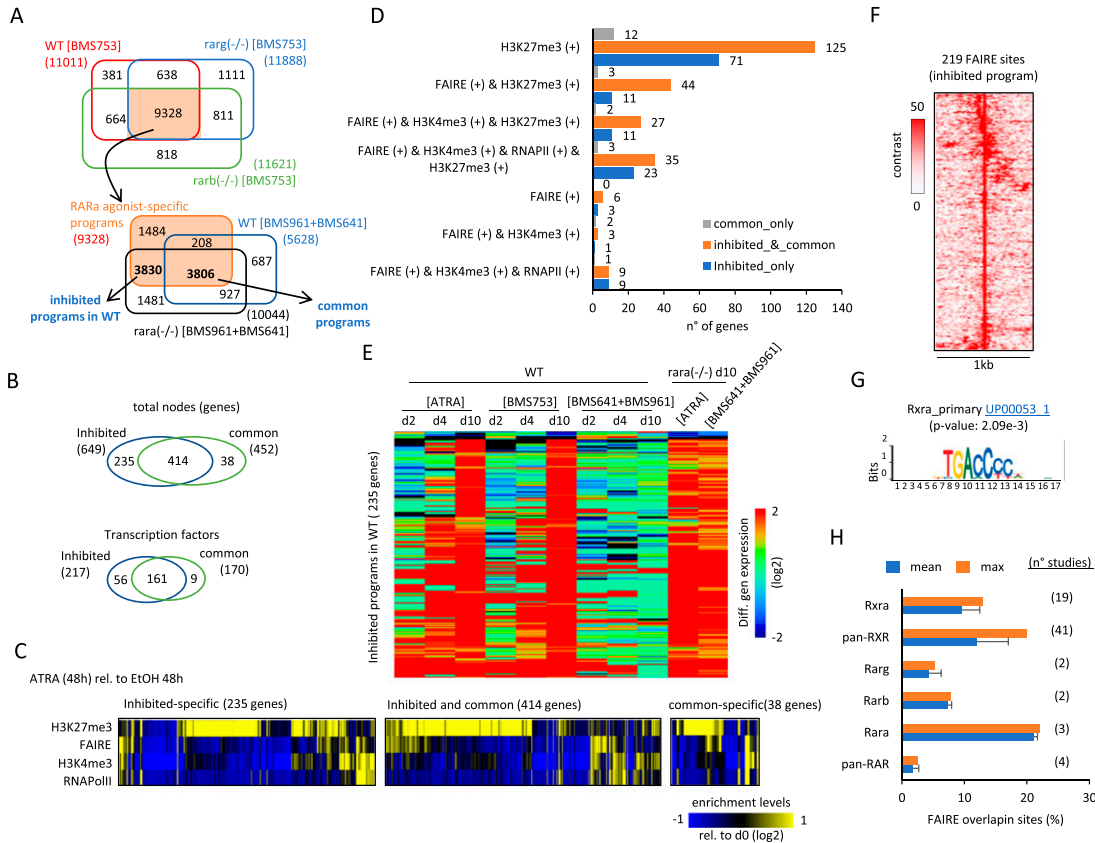 A
WT [BMS753]
(11011)
rarg(-/-) [BMS753]
(11888)
381
638
1111
9328
664
811
818
(11621)
rarb(-/-) [BMS753]
RARa agonist-specific
programs
(9328)
WT [BMS961+BMS641]
(5628)
1484
208
687
3830
3806
inhibited
programs in WT
1481
927
(10044)
common
programs
rara(-/-) [BMS961+BMS641]
B
total nodes (genes)
Inhibited
(649)
common
(452)
235
414
38
Transcription factors
Inhibited
(217)
common
(170)
56
161
9
C
ATRA (48h) rel. to EtOH 48h
Inhibited-specific (235 genes)
Inhibited and common (414 genes)
common-specific(38 genes)
H3K27me3
FAIRE
H3K4me3
RNAPolII
enrichment levels
-1
1
rel. to d0 (log2)
D
H3K27me3 (+)
FAIRE (+) & H3K27me3 (+)
FAIRE (+) & H3K4me3 (+) & H3K27me3 (+)
FAIRE (+) & H3K4me3 (+) & RNAPII (+) &
H3K27me3 (+)
FAIRE (+)
FAIRE (+) & H3K4me3 (+)
FAIRE (+) & H3K4me3 (+) & RNAPII (+)
12
125
71
3
44
11
2
27
11
3
35
23
0
6
3
2
3
1
1
9
9
common_only
inhibited_&_common
Inhibited_only
0 20 40 60 80 100 120 140
n° of genes
E
WT
rara(-/-) d10
[ATRA]
[BMS753]
[BMS641+BMS961]
[ATRA]
[BMS641+BMS961]
d2 d4 d10 d2 d4 d10 d2 d4 d10
Inhibited programs in WT ( 235 genes)
2
-2
Diff. gen expression
(log2)
F
219 FAIRE sites
(inhibited program)
50
0
contrast
1kb
G
Rxra_primary UP00053_1
(p-value: 2.09e-3)
Bits
2
1
0
TGACCCC
1 2 3 4 5 6 7 8 9 10 11 12 13 14 15 16 17
H
mean
max
(n° studies)
Rxra
(19)
pan-RXR
(41)
Rarg
(2)
Rarb
(2)
Rara
(3)
pan-RAR
(4)
0 10 20 30
FAIRE overlapin sites (%)